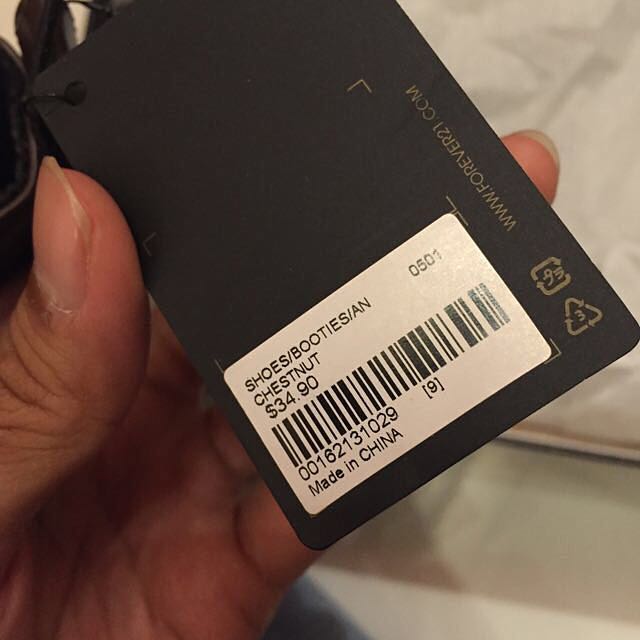 WWW.FOREVER21.COM
0501
SHOES/BOOTIES/AN
CHESTNUT
$34.90
[9]
00162131029
Made in CHINA